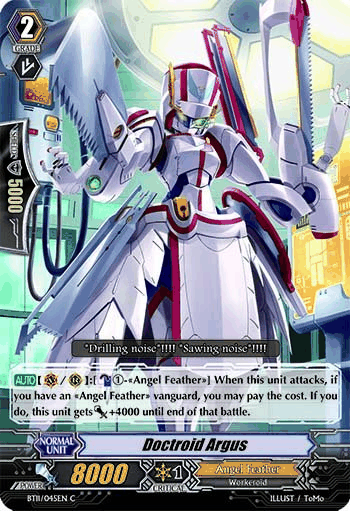 2
GRADE
SHIELD
5000
"Drilling noise"!!!! "Sawing noise"!!!!
AUTO [ / ]:[ ①-«Angel Feather»] When this unit attacks, if
you have an «Angel Feather» vanguard, you may pay the cost. If you
do, this unit gets +4000 until end of that battle.
NORMAL
UNIT
Doctroid Argus
POWER
8000
1
CRITICAL
Angel Feather
Workeroid
BT11/045EN C
ILLUST / ToMo